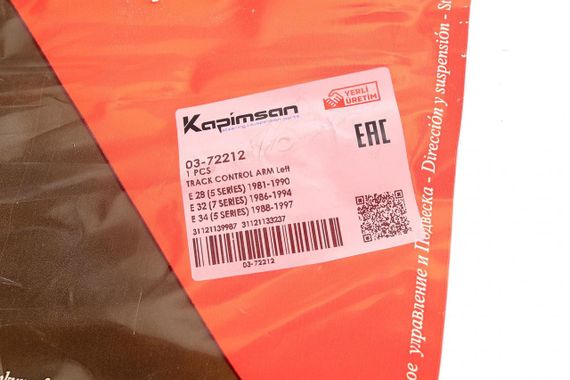 Kapimsan
YERLİ
ÜRETİM
03-72212
1 PCS
TRACK CONTROL ARM Left
E 28 (5 SERIES) 1981-1990
E 32 (7 SERIES) 1986-1994
E 34 (5 SERIES) 1988-1997
31121139987 31121133237
03-72212
EAC
ое управление и Подвеска - Dirección y suspensión - St